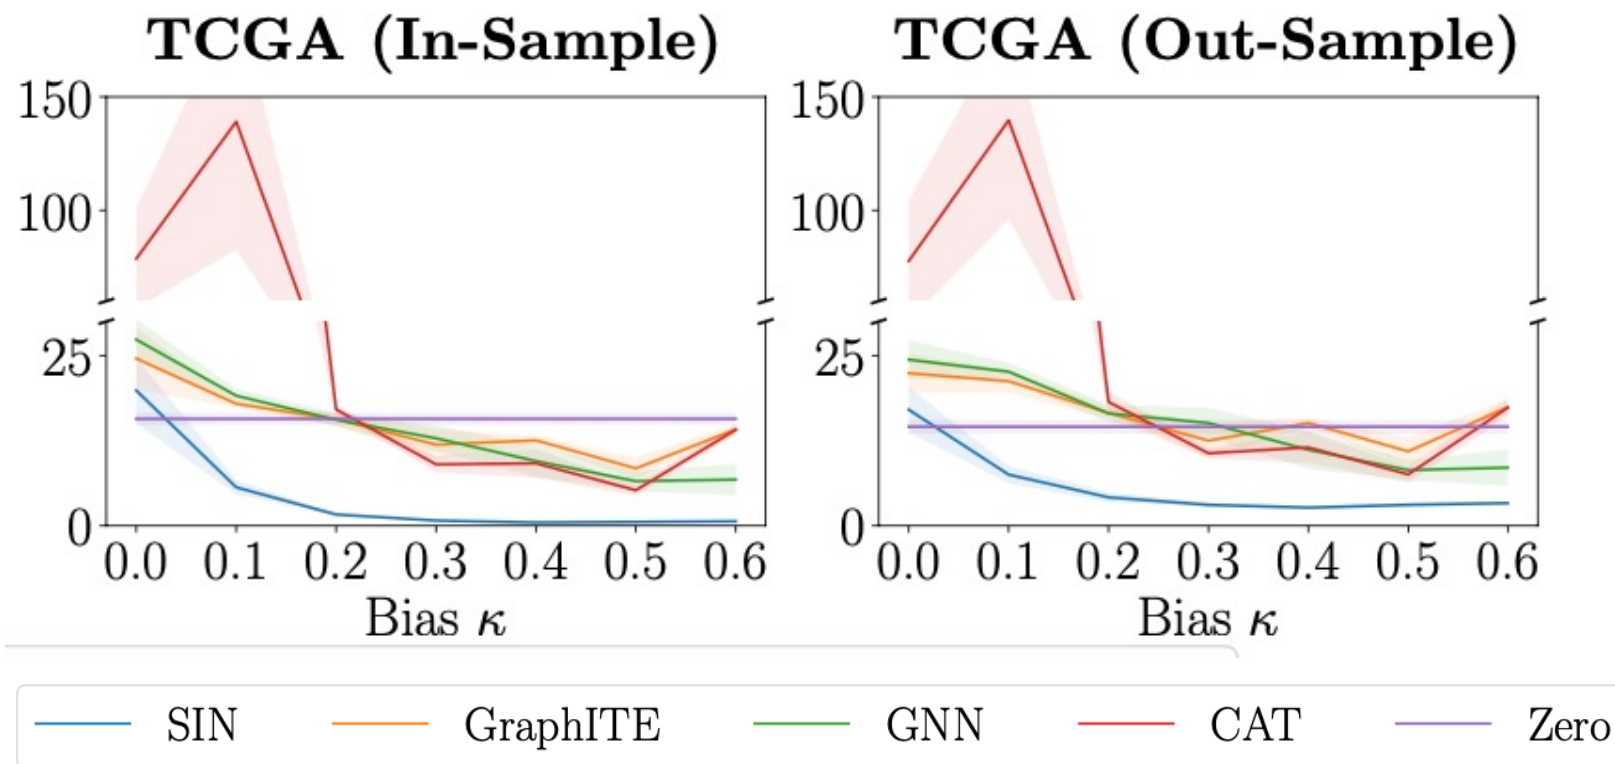 TCGA (In-Sample)
TCGA (Out-Sample)
150
100
25
0
0.0 0.1 0.2 0.3 0.4 0.5 0.6
Bias κ
150
100
25
0
0.0 0.1 0.2 0.3 0.4 0.5 0.6
Bias κ
SIN GraphITE GNN CAT Zero